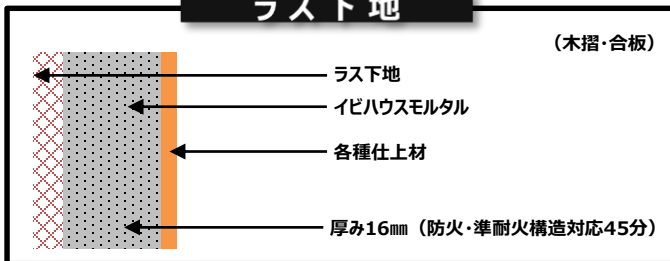 ラス下地
（木摺・合板）
ラス下地
イビハウスモルタル
各種仕上材
厚み16㎜（防火・準耐火構造対応45分）